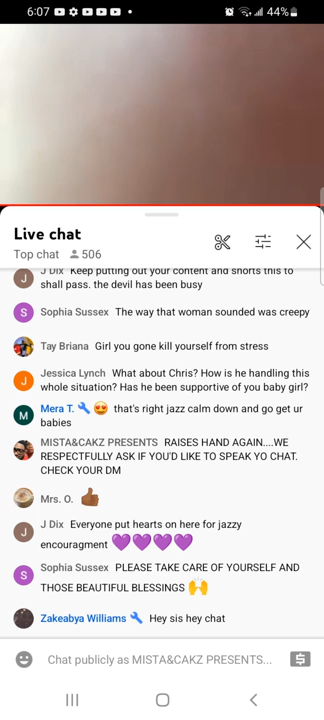 6:07
44%
Live chat
Top chat 506
J Dix Keep putting out your content and shorts this to
shall pass. the devil has been busy
S Sophia Sussex The way that woman sounded was creepy
Tay Briana Girl you gone kill yourself from stress
J Jessica Lynch What about Chris? How is he handling this
whole situation? Has he been supportive of you baby girl?
M Mera T. 🔧 😍 that's right jazz calm down and go get ur
babies
MISTA&CAKZ PRESENTS RAISES HAND AGAIN....WE
RESPECTFULLY ASK IF YOU'D LIKE TO SPEAK YO CHAT.
CHECK YOUR DM
Mrs. O. 👍🏾
J J Dix Everyone put hearts on here for jazzy
encouragment 💜💜💜💜
S Sophia Sussex PLEASE TAKE CARE OF YOURSELF AND
THOSE BEAUTIFUL BLESSINGS 🙌
Zakeabya Williams 🔧 Hey sis hey chat
Chat publicly as MISTA&CAKZ PRESENTS...